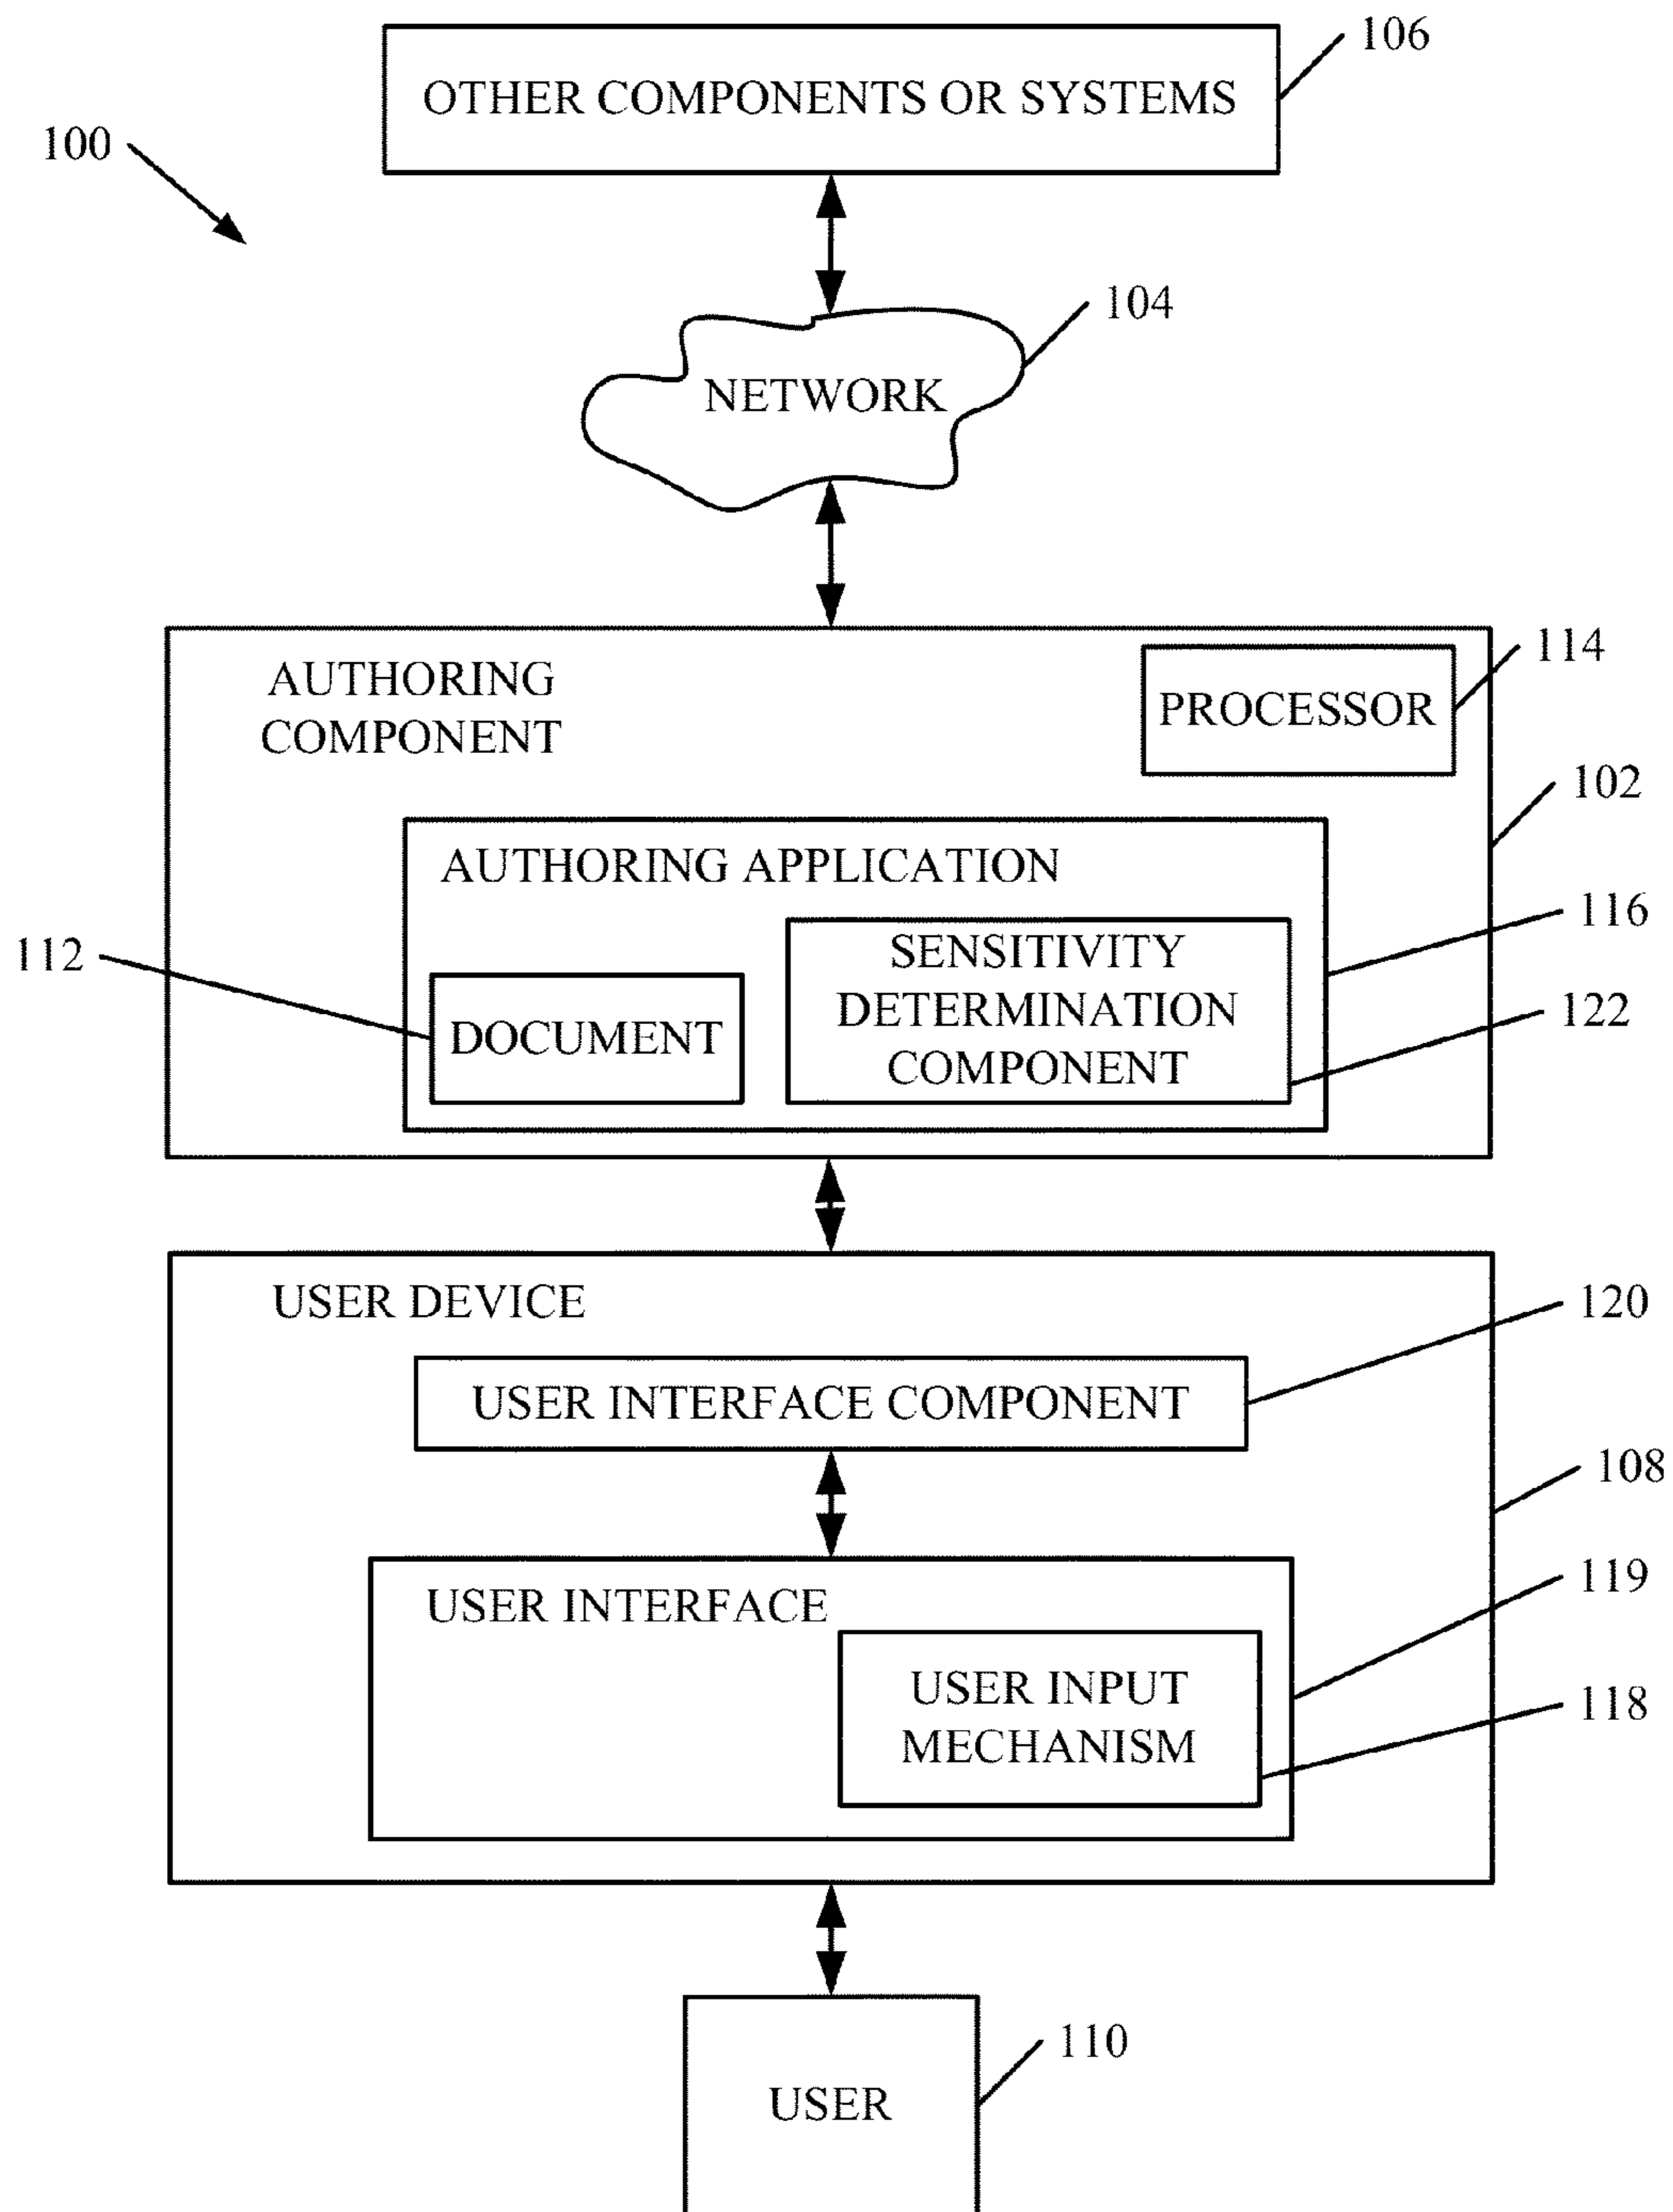 106
OTHER COMPONENTS OR SYSTEMS
100
104
NETWORK
AUTHORING
COMPONENT
114
PROCESSOR
102
AUTHORING APPLICATION
116
112
DOCUMENT
SENSITIVITY
DETERMINATION
COMPONENT
122
USER DEVICE
120
USER INTERFACE COMPONENT
108
119
USER INTERFACE
USER INPUT
MECHANISM
118
110
USER